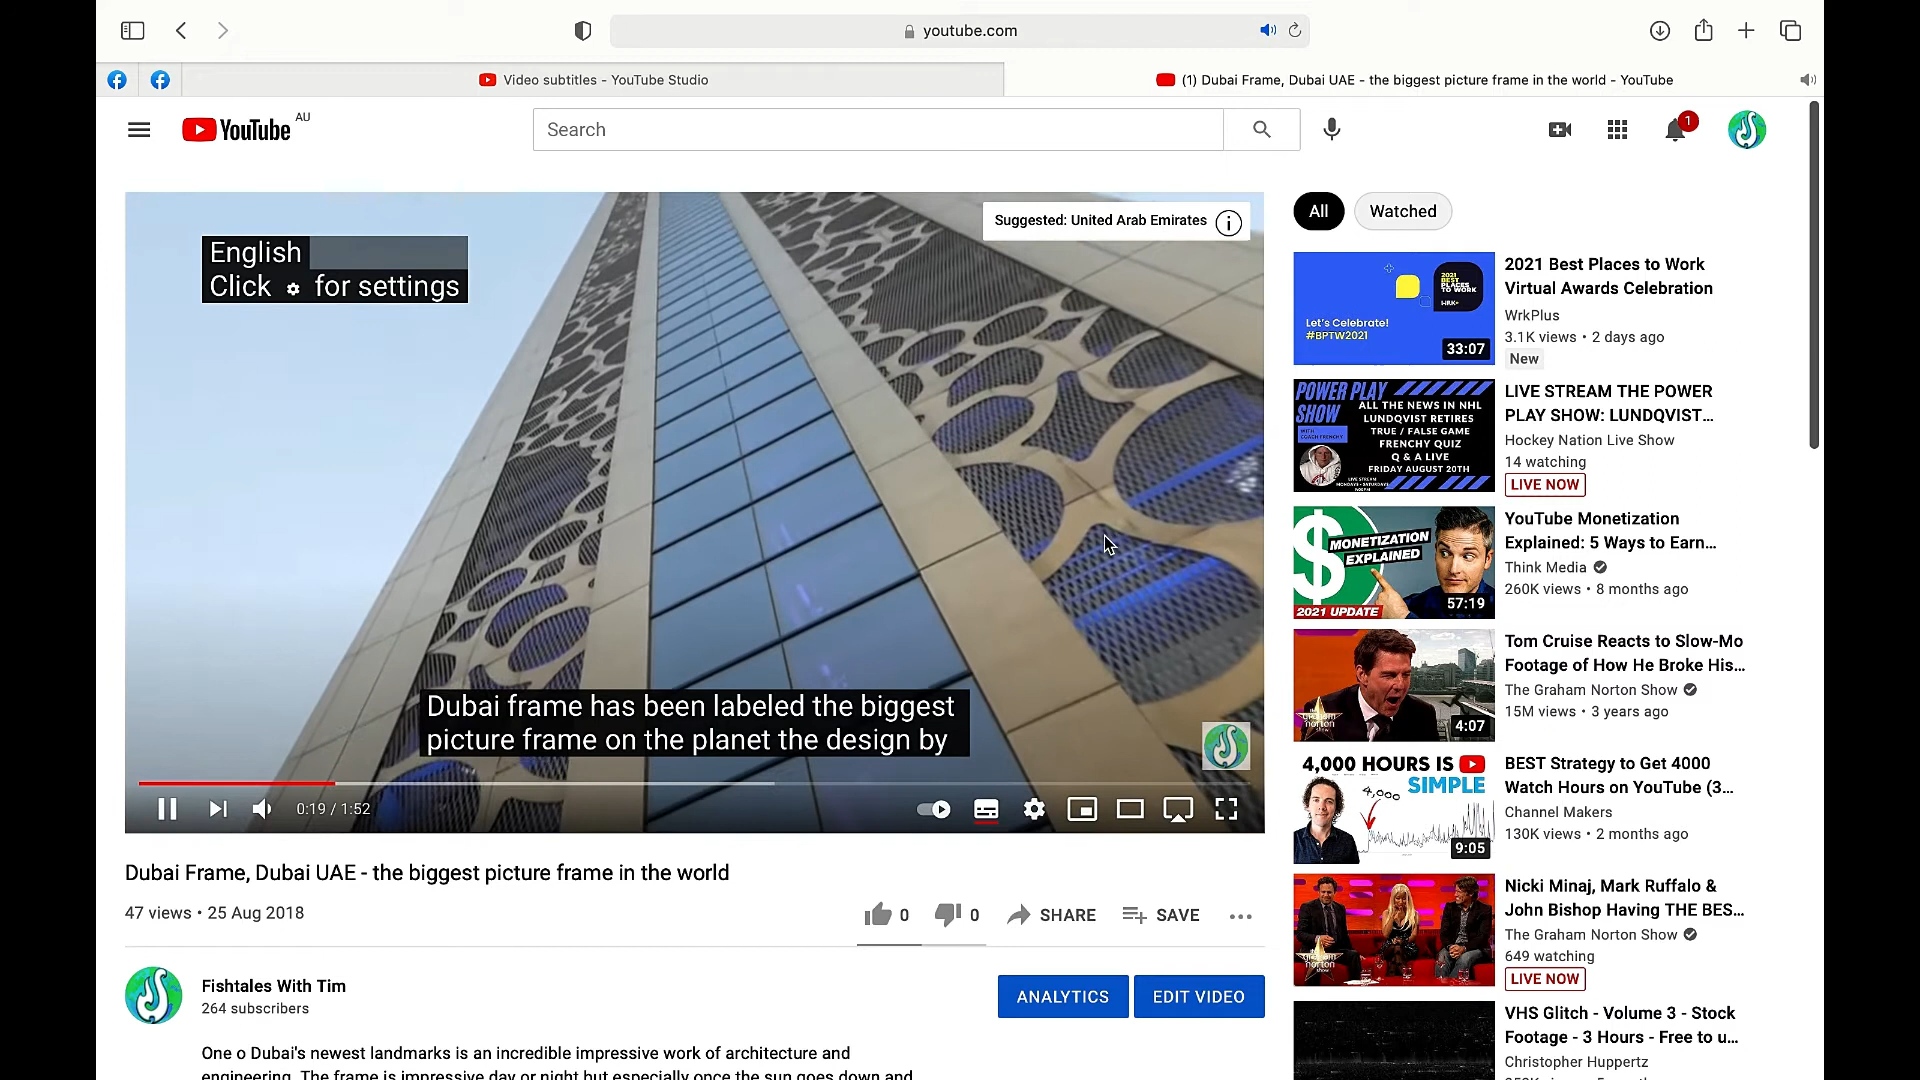 youtube.com
Video subtitles - YouTube Studio
(1) Dubai Frame, Dubai UAE - the biggest picture frame in the world - YouTube
YouTube AU
Search
1
English
Click for settings
Suggested: United Arab Emirates
Dubai frame has been labeled the biggest
picture frame on the planet the design by
0:19 / 1:52
Dubai Frame, Dubai UAE - the biggest picture frame in the world
47 views • 25 Aug 2018
0
0
SHARE
SAVE
Fishtales With Tim
264 subscribers
ANALYTICS
EDIT VIDEO
One o Dubai's newest landmarks is an incredible impressive work of architecture and
engineering. The frame is impressive day or night but especially once the sun goes down and
All
Watched
Let's Celebrate!
#BPTW2021
2021
BEST
PLACES
TO WORK
33:07
2021 Best Places to Work
Virtual Awards Celebration
WrkPlus
3.1K views • 2 days ago
New
POWER PLAY
SHOW
ALL THE NEWS IN NHL
LUNDQVIST RETIRES
TRUE / FALSE GAME
FRENCHY QUIZ
Q & A LIVE
FRIDAY AUGUST 20TH
LIVE STREAM
LIVE STREAM THE POWER
PLAY SHOW: LUNDQVIST...
Hockey Nation Live Show
14 watching
LIVE NOW
MONETIZATION
EXPLAINED
2021 UPDATE
57:19
YouTube Monetization
Explained: 5 Ways to Earn...
Think Media
260K views • 8 months ago
4:07
Tom Cruise Reacts to Slow-Mo
Footage of How He Broke His...
The Graham Norton Show
15M views • 3 years ago
4,000 HOURS IS
SIMPLE
4,000
9:05
BEST Strategy to Get 4000
Watch Hours on YouTube (3...
Channel Makers
130K views • 2 months ago
Nicki Minaj, Mark Ruffalo &
John Bishop Having THE BES...
The Graham Norton Show
649 watching
LIVE NOW
VHS Glitch - Volume 3 - Stock
Footage - 3 Hours - Free to u...
Christopher Huppertz